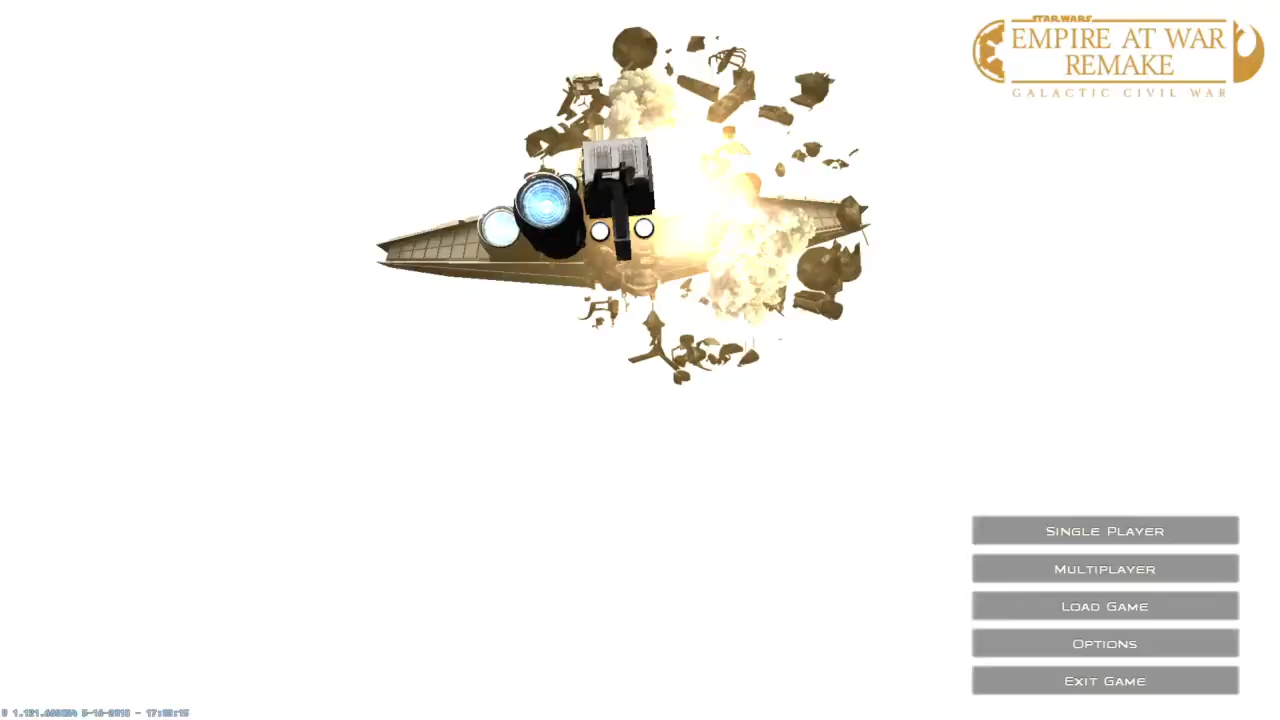 STAR.WARS
EMPIRE AT WAR
REMAKE
GALACTIC CIVIL WAR
SINGLE PLAYER
MULTIPLAYER
LOAD GAME
OPTIONS
EXIT GAME